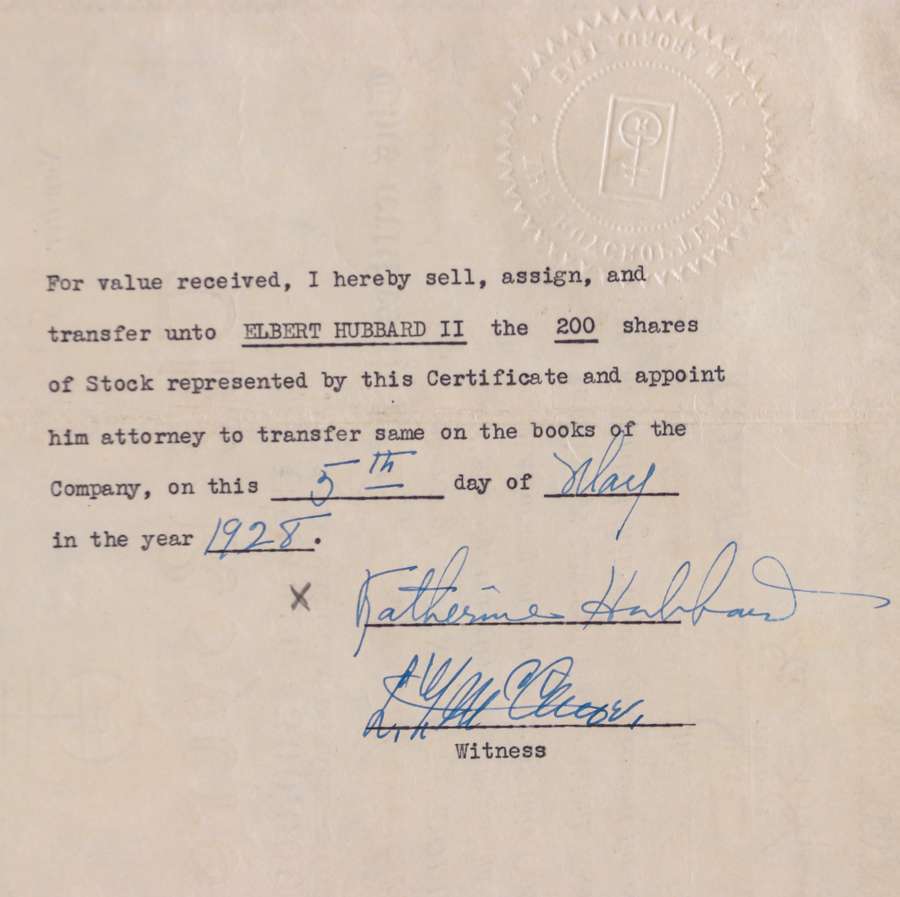 For value received, I hereby sell, assign, and
transfer unto ELBERT HUBBARD II the 200 shares
of Stock represented by this Certificate and appoint
him attorney to transfer same on the books of the
Company, on this 5th day of May
in the year 1928.
X
Katherine Hubbard
Witness